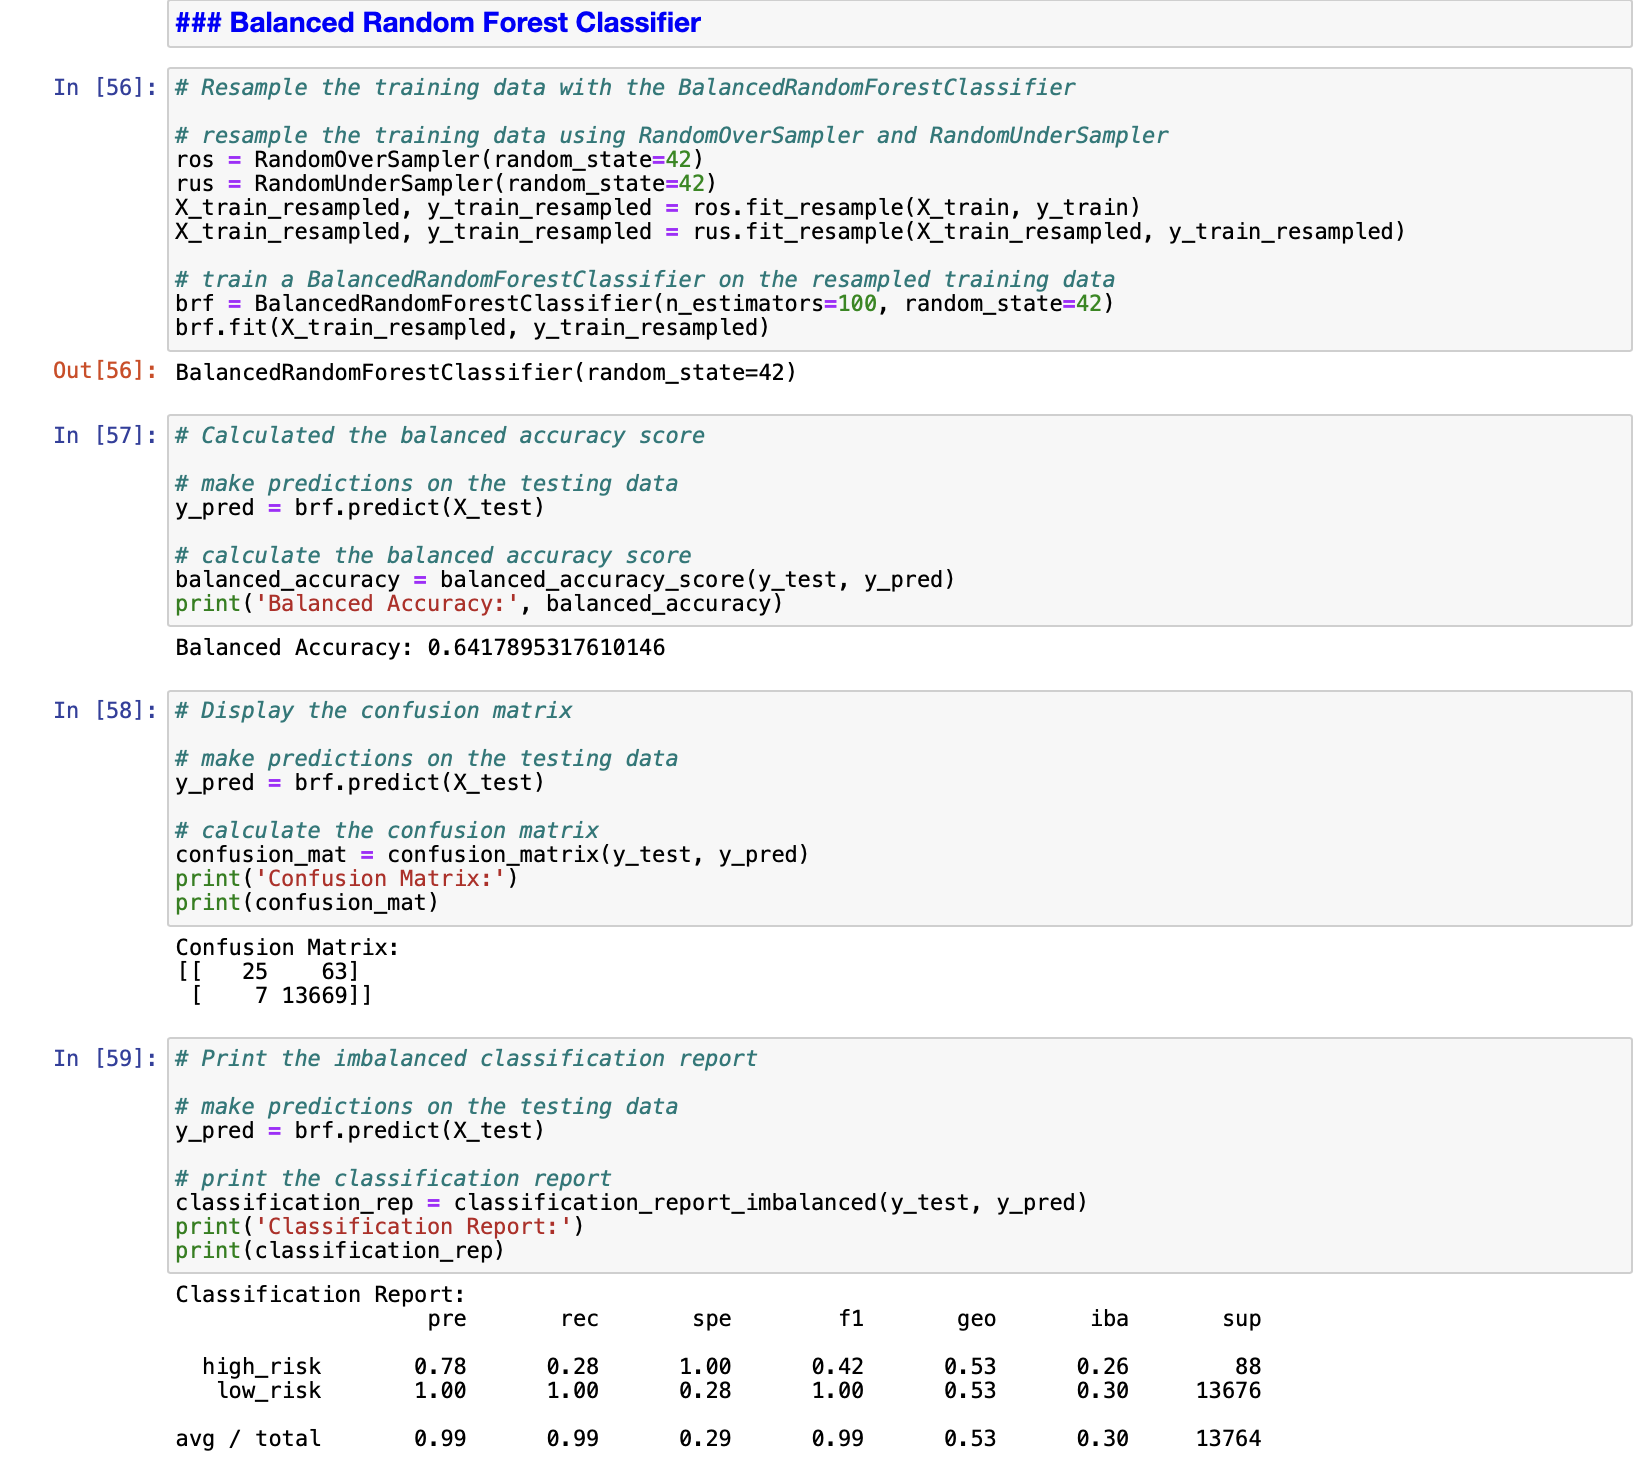 ### Balanced Random Forest Classifier
In [56]: # Resample the training data with the BalancedRandomForestClassifier
# resample the training data using RandomOverSampler and RandomUnderSampler
ros = RandomOverSampler(random_state=42)
rus = RandomUnderSampler(random_state=42)
X_train_resampled, y_train_resampled = ros.fit_resample(X_train, y_train)
X_train_resampled, y_train_resampled = rus.fit_resample(X_train_resampled, y_train_resampled)
# train a BalancedRandomForestClassifier on the resampled training data
brf = BalancedRandomForestClassifier(n_estimators=100, random_state=42)
brf.fit(X_train_resampled, y_train_resampled)
Out[56]: BalancedRandomForestClassifier(random_state=42)
In [57]: # Calculated the balanced accuracy score
# make predictions on the testing data
y_pred = brf.predict(X_test)
# calculate the balanced accuracy score
balanced_accuracy = balanced_accuracy_score(y_test, y_pred)
print('Balanced Accuracy:', balanced_accuracy)
Balanced Accuracy: 0.6417895317610146
In [58]: # Display the confusion matrix
# make predictions on the testing data
y_pred = brf.predict(X_test)
# calculate the confusion matrix
confusion_mat = confusion_matrix(y_test, y_pred)
print('Confusion Matrix:')
print(confusion_mat)
Confusion Matrix:
[[   25    63]
 [    7 13669]]
In [59]: # Print the imbalanced classification report
# make predictions on the testing data
y_pred = brf.predict(X_test)
# print the classification report
classification_rep = classification_report_imbalanced(y_test, y_pred)
print('Classification Report:')
print(classification_rep)
Classification Report:
pre rec spe f1 geo iba sup
high_risk 0.78 0.28 1.00 0.42 0.53 0.26 88
low_risk 1.00 1.00 0.28 1.00 0.53 0.30 13676
avg / total 0.99 0.99 0.29 0.99 0.53 0.30 13764